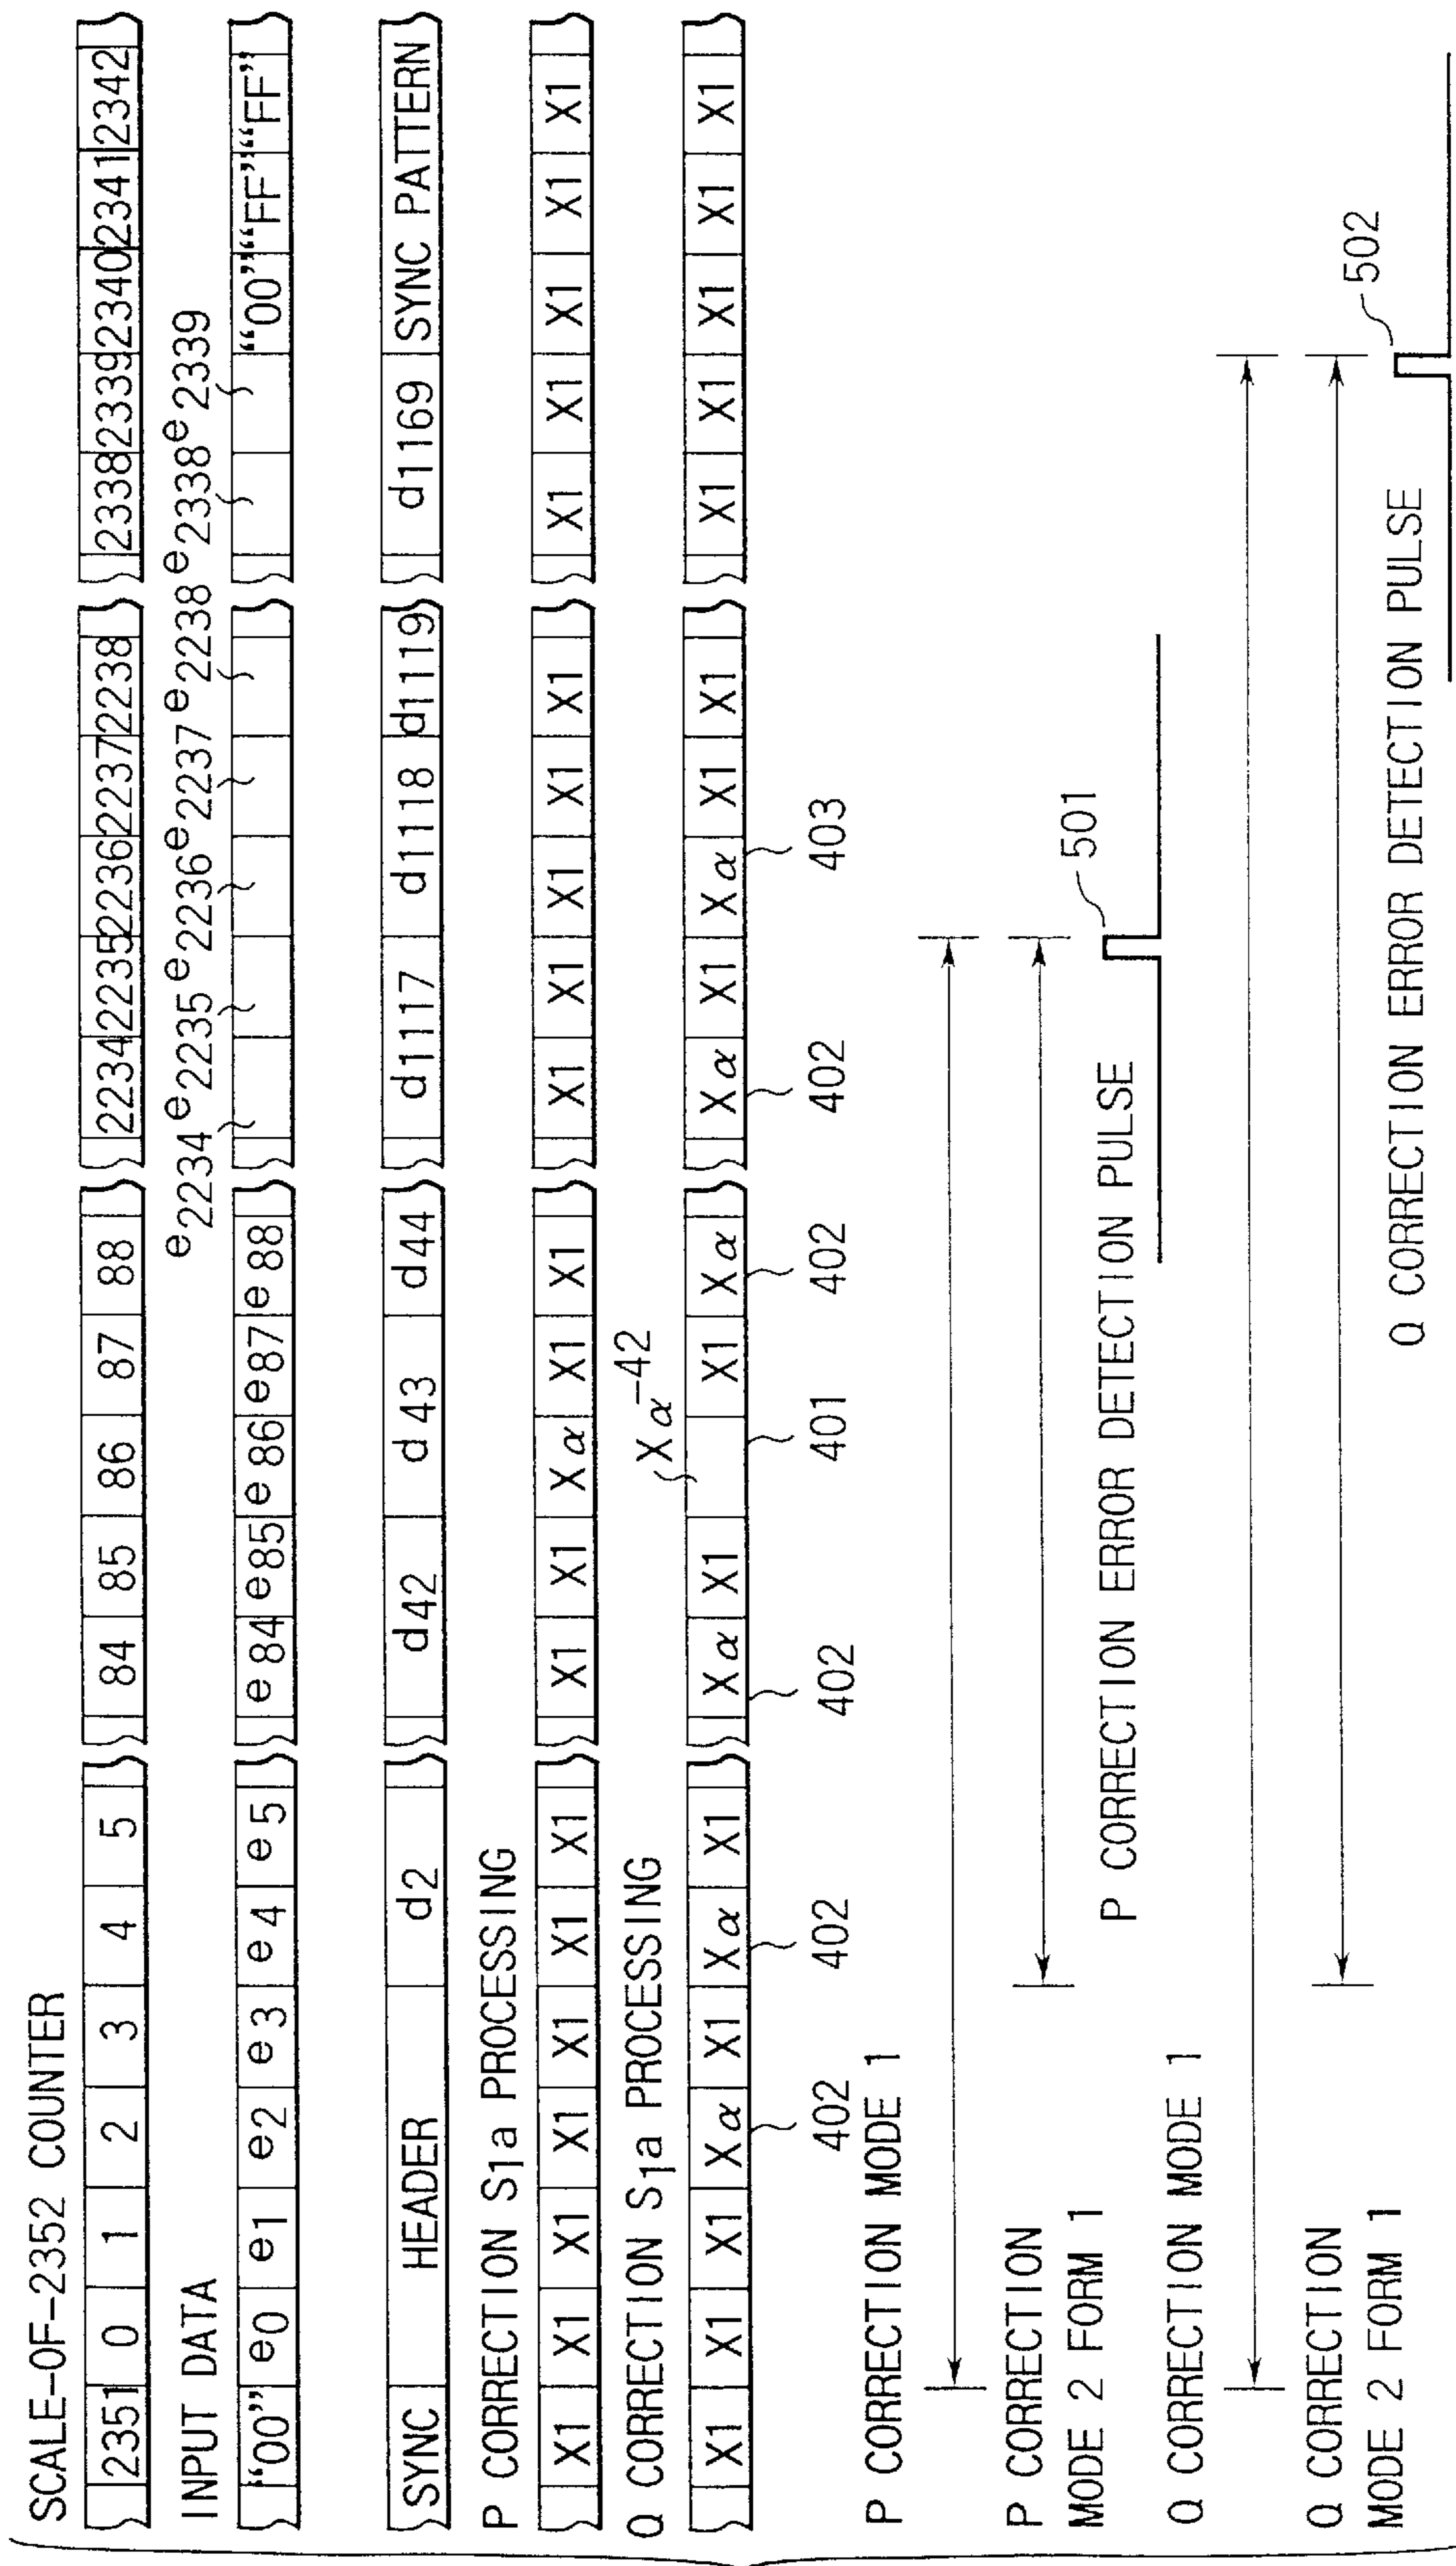 SCALE-OF-2352 COUNTER
2351 0 1 2 3 4 5 84 85 86 87 88 2234 2235 2236 2237 2238 2338 2339 2340 2341 2342
INPUT DATA
e2234 e2235 e2236 e2237 e2238 e2338 e2339
"00" e0 e1 e2 e3 e4 e5 e84 e85 e86 e87 e88 "00" "FF" "FF"
SYNC HEADER d2 d42 d43 d44 d1117 d1118 d1119 d1169 SYNC PATTERN
P CORRECTION S1a PROCESSING
X1 X1 X1 X1 X1 X1 X1 X1 X1 Xα X1 X1 X1 X1 X1 X1 X1 X1 X1 X1 X1 X1
Q CORRECTION S1a PROCESSING
Xα-42
X1 X1 X1 Xα X1 Xα X1 Xα X1 X1 Xα Xα X1 Xα X1 X1 X1 X1 X1 X1 X1
402 402 402 401 402 402 403
P CORRECTION MODE 1
P CORRECTION
MODE 2 FORM 1
501
P CORRECTION ERROR DETECTION PULSE
Q CORRECTION MODE 1
Q CORRECTION
MODE 2 FORM 1
502
Q CORRECTION ERROR DETECTION PULSE